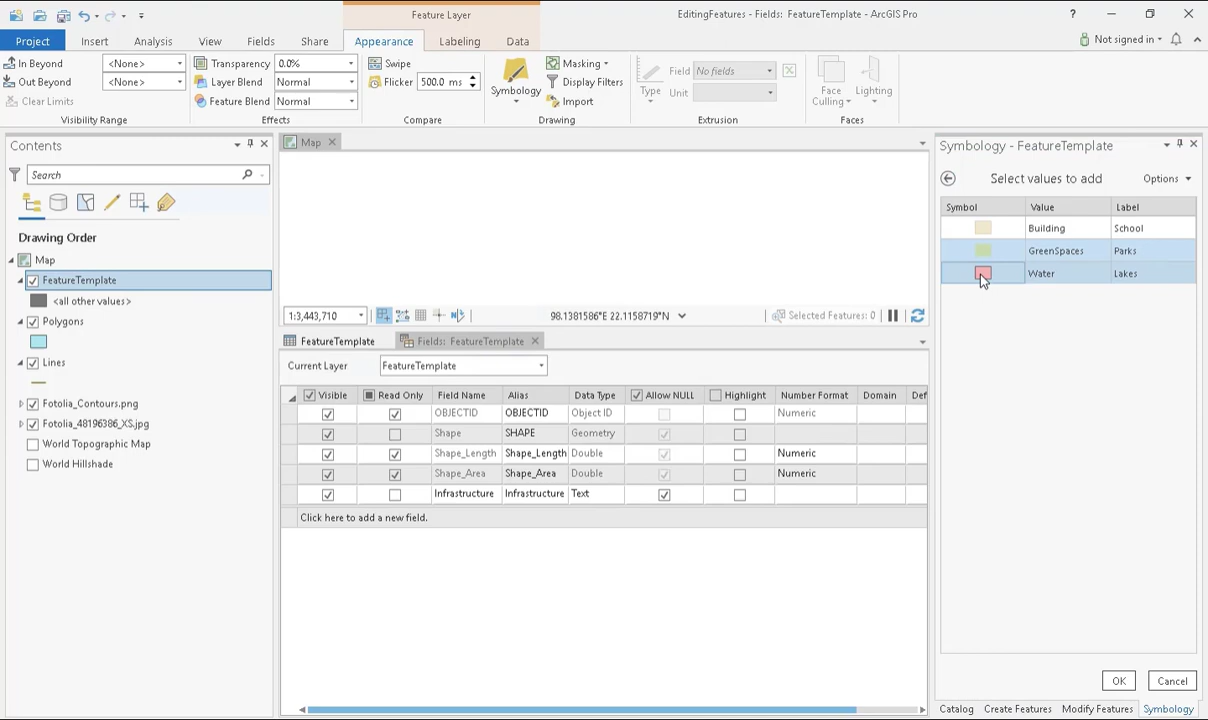 Feature Layer
EditingFeatures - Fields: FeatureTemplate - ArcGIS Pro
?
Project Insert Analysis View Fields Share Appearance Labeling Data
Not signed in
In Beyond <None>
Out Beyond <None>
Clear Limits
Visibility Range
Transparency 0.0%
Layer Blend Normal
Feature Blend Normal
Effects
Swipe
Flicker 500.0 ms
Compare
Symbology
Masking
Display Filters
Import
Drawing
Type
Field No fields
Unit
Extrusion
Face Culling
Lighting
Faces
Contents
Search
Drawing Order
Map
FeatureTemplate
<all other values>
Polygons
Lines
Fotolia_Contours.png
Fotolia_48196386_XS.jpg
World Topographic Map
World Hillshade
Map
1:3,443,710
98.1381586°E 22.1158719°N
Selected Features: 0
FeatureTemplate
Fields: FeatureTemplate
Current Layer FeatureTemplate
Visible Read Only Field Name Alias Data Type Allow NULL Highlight Number Format Domain Def
OBJECTID OBJECTID Object ID Numeric
Shape SHAPE Geometry
Shape_Length Shape_Length Double Numeric
Shape_Area Shape_Area Double Numeric
Infrastructure Infrastructure Text
Click here to add a new field.
Symbology - FeatureTemplate
Select values to add
Options
Symbol Value Label
Building School
GreenSpaces Parks
Water Lakes
OK Cancel
Catalog Create Features Modify Features Symbology